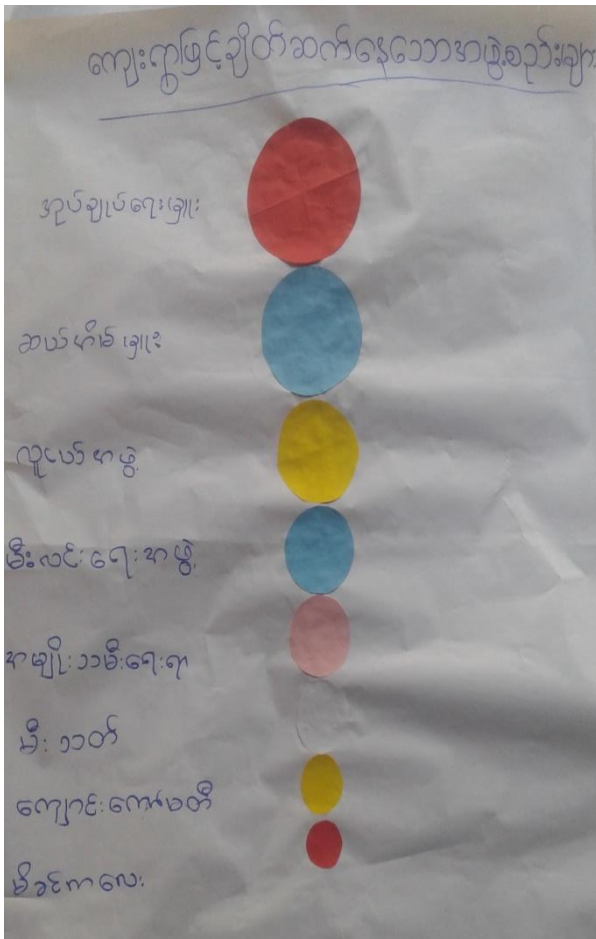 ကျေးရွာဖြင့်ချိတ်ဆက်နေသောအဖွဲ့စည်းများ
အုပ်ချုပ်ရေးမှူး
ဆယ်အိမ်မှူး
လူငယ်အဖွဲ့
မီးလင်းရေးအဖွဲ့
အမျိုးသမီးရေးရာ
မီးသတ်
ကျောင်းကော်မတီ
မိခင်ကလေး